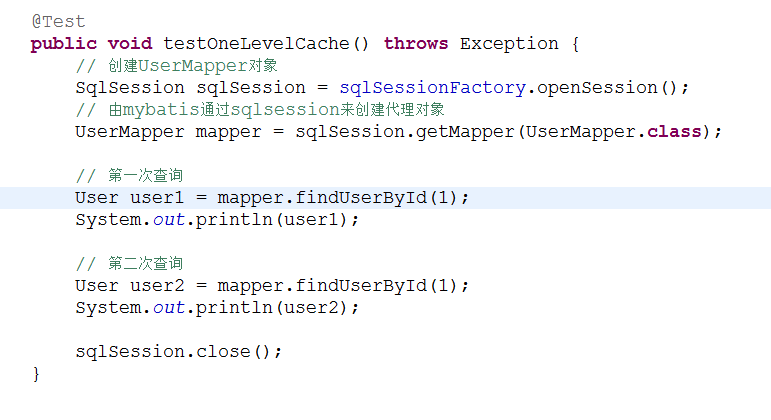 @Test
public void testOneLevelCache() throws Exception {
// 创建UserMapper对象
SqlSession sqlSession = sqlSessionFactory.openSession();
// 由mybatis通过sqlsession来创建代理对象
UserMapper mapper = sqlSession.getMapper(UserMapper.class);
// 第一次查询
User user1 = mapper.findUserById(1);
System.out.println(user1);
// 第二次查询
User user2 = mapper.findUserById(1);
System.out.println(user2);
sqlSession.close();
}